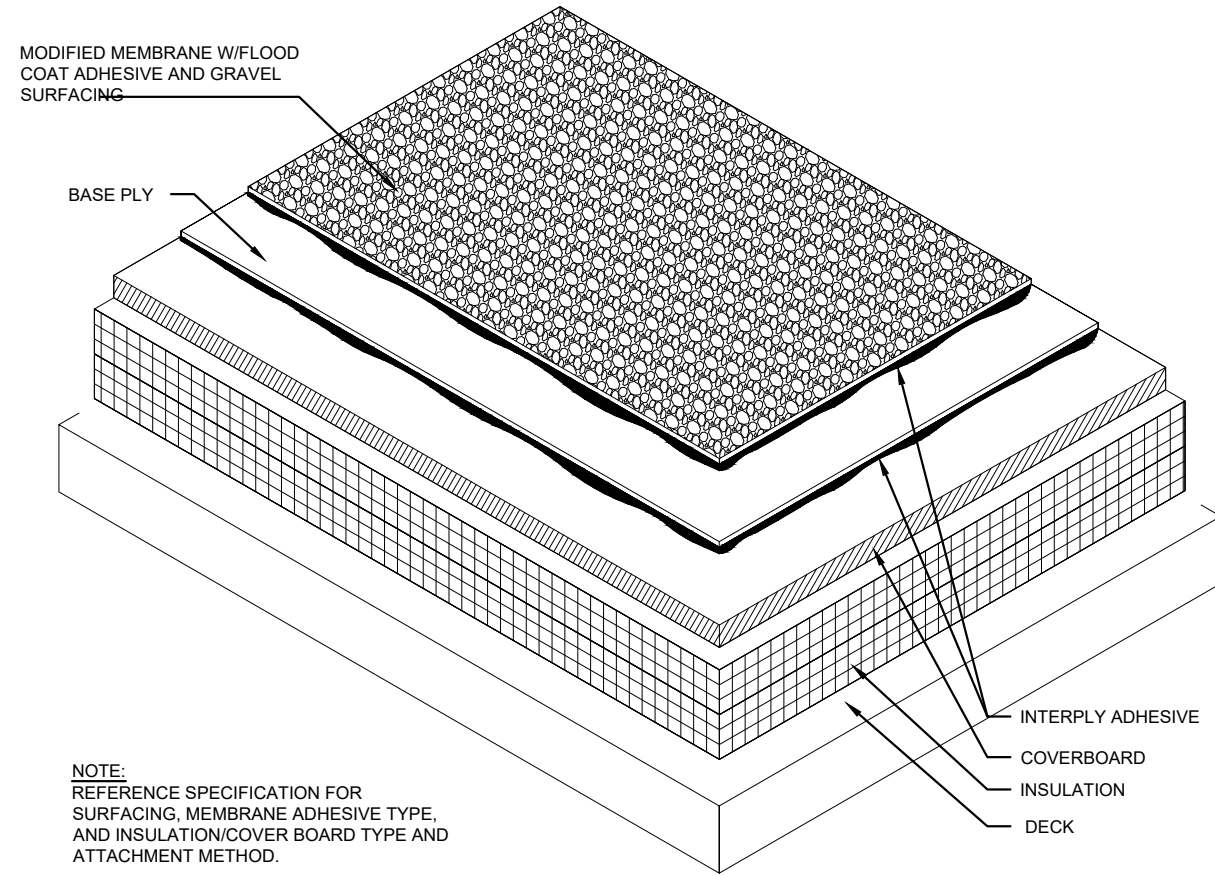 MODIFIED MEMBRANE W/FLOOD
COAT ADHESIVE AND GRAVEL
SURFACING
BASE PLY
INTERPLY ADHESIVE
COVERBOARD
INSULATION
DECK
NOTE:
REFERENCE SPECIFICATION FOR
SURFACING, MEMBRANE ADHESIVE TYPE,
AND INSULATION/COVER BOARD TYPE AND
ATTACHMENT METHOD.